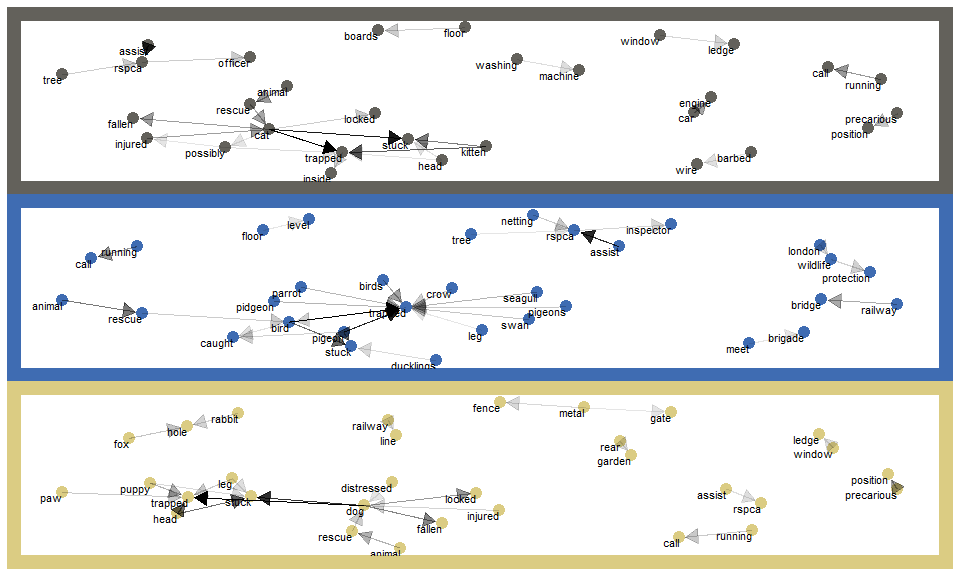 boards
floor
window
ledge
assist
rspca
officer
tree
washing
machine
call
running
animal
rescue
locked
engine
car
fallen
injured
cat
possibly
stuck
trapped
kitten
head
inside
precarious
position
barbed
wire
floor
level
netting
tree
rspca
inspector
assist
running
call
london
wildlife
protection
animal
rescue
parrot
birds
crow
seagull
pidgeon
trapped
pigeons
swan
bird
pigeon
leg
caught
stuck
ducklings
bridge
railway
meet
brigade
fence
metal
gate
rabbit
hole
fox
railway
line
rear
garden
ledge
window
paw
puppy
leg
trapped
stuck
head
distressed
locked
dog
injured
fallen
rescue
animal
position
precarious
assist
rspca
call
running